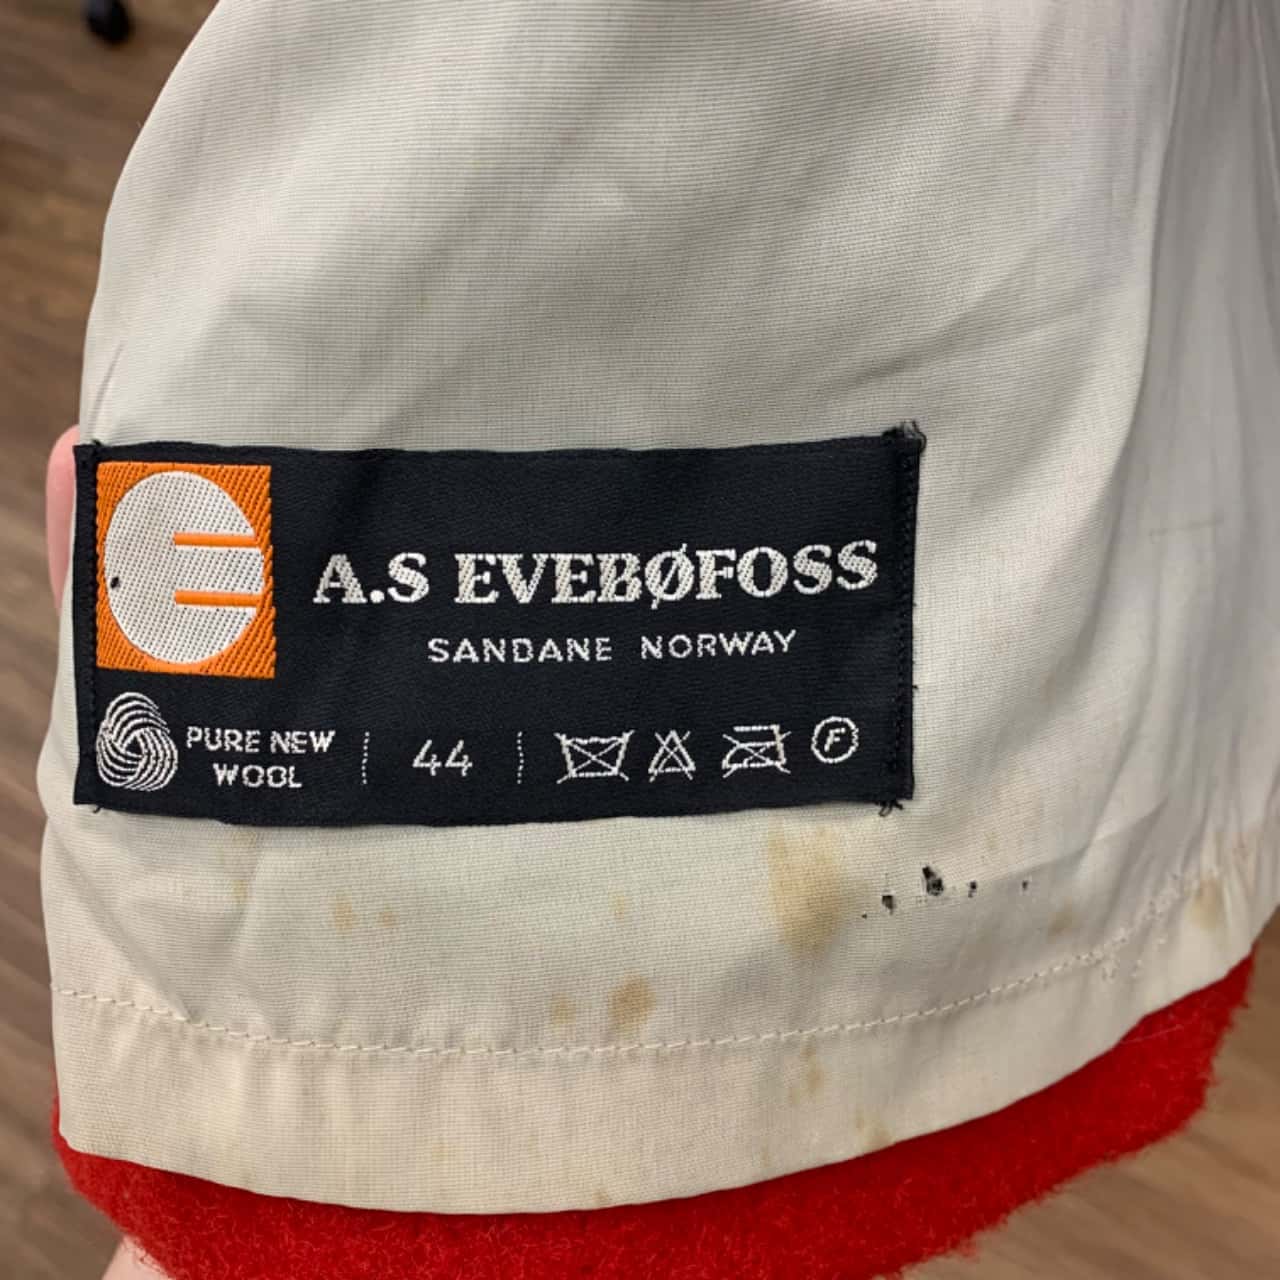 A.S EVEBØFOSS
SANDANE NORWAY
PURE NEW
WOOL
44
F